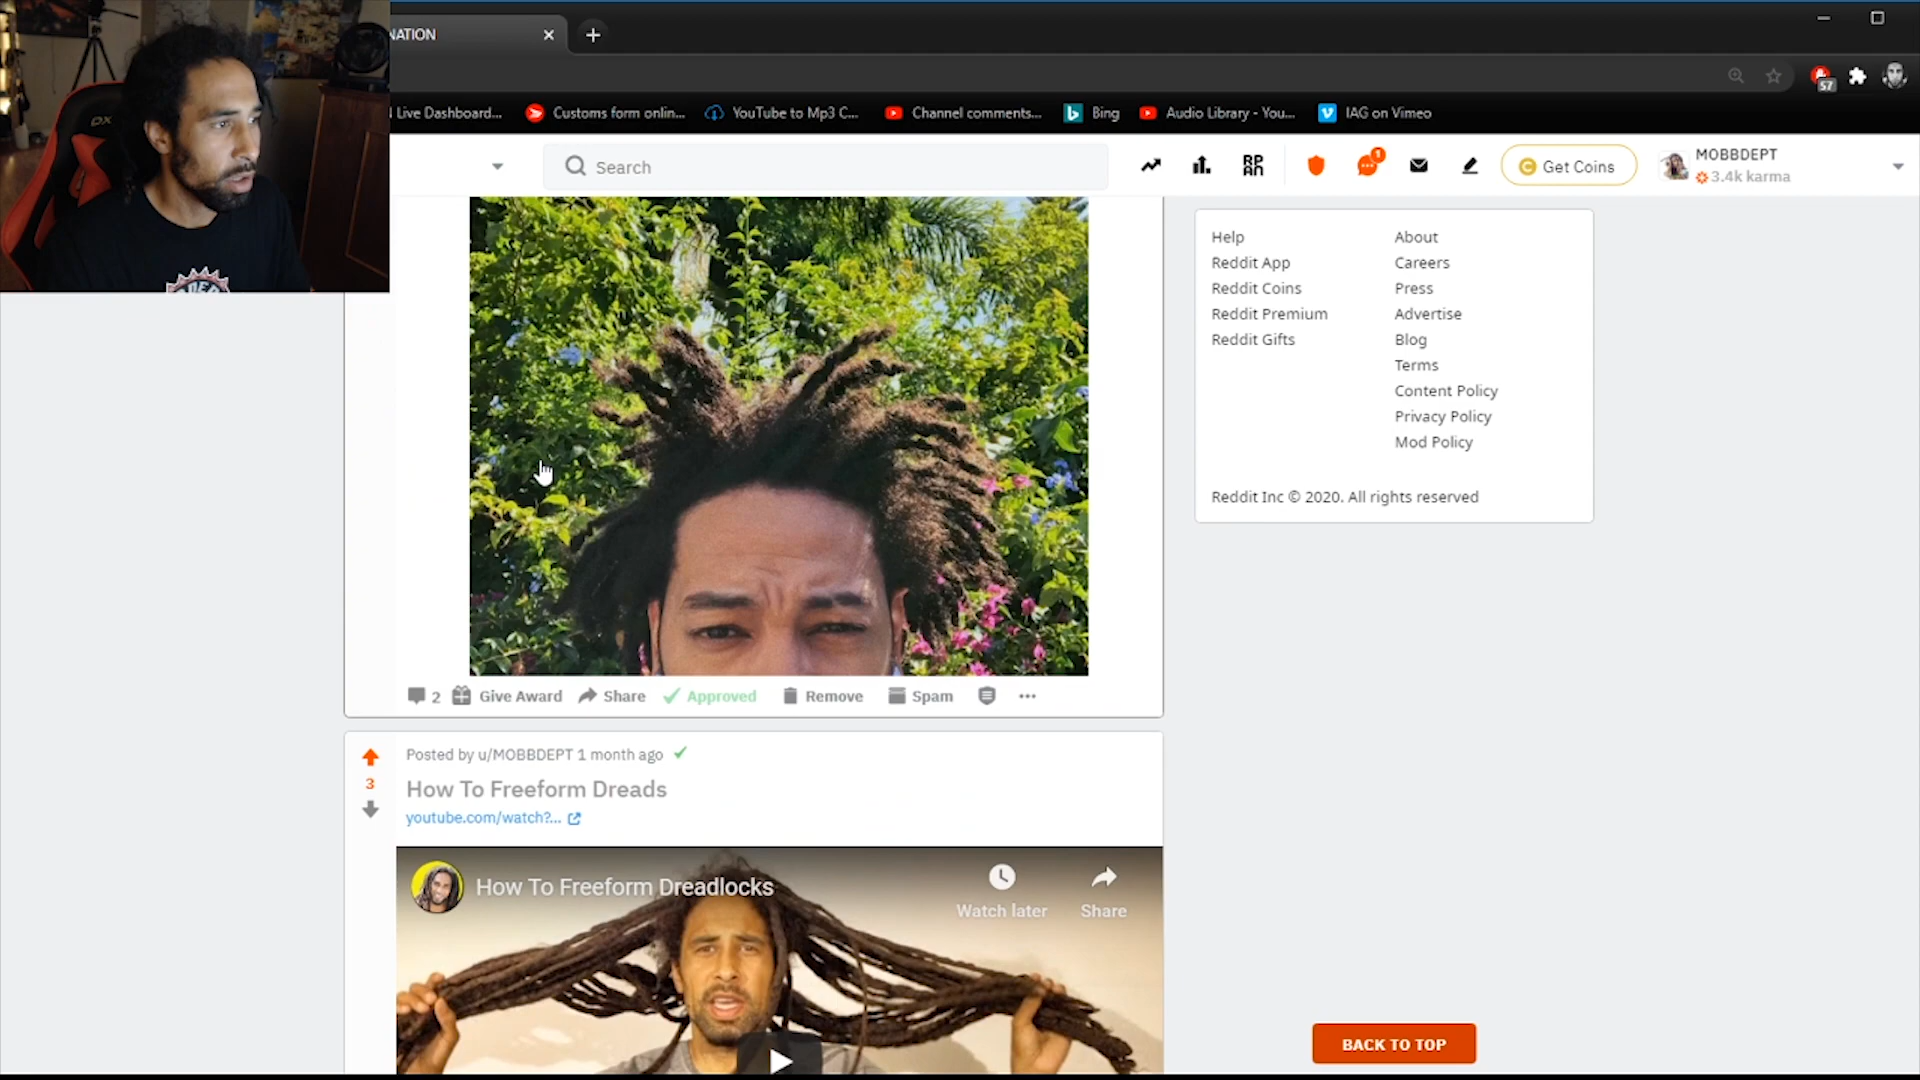 NATION
Live Dashboard...
Customs form onlin...
YouTube to Mp3 C...
Channel comments...
Bing
Audio Library - You...
IAG on Vimeo
57
Search
RPAN
1
Get Coins
MOBBDEPT
3.4k karma
Help
About
Reddit App
Careers
Reddit Coins
Press
Reddit Premium
Advertise
Reddit Gifts
Blog
Terms
Content Policy
Privacy Policy
Mod Policy
Reddit Inc © 2020. All rights reserved
2
Give Award
Share
Approved
Remove
Spam
Posted by u/MOBBDEPT 1 month ago
3
How To Freeform Dreads
youtube.com/watch?...
How To Freeform Dreadlocks
Watch later
Share
BACK TO TOP